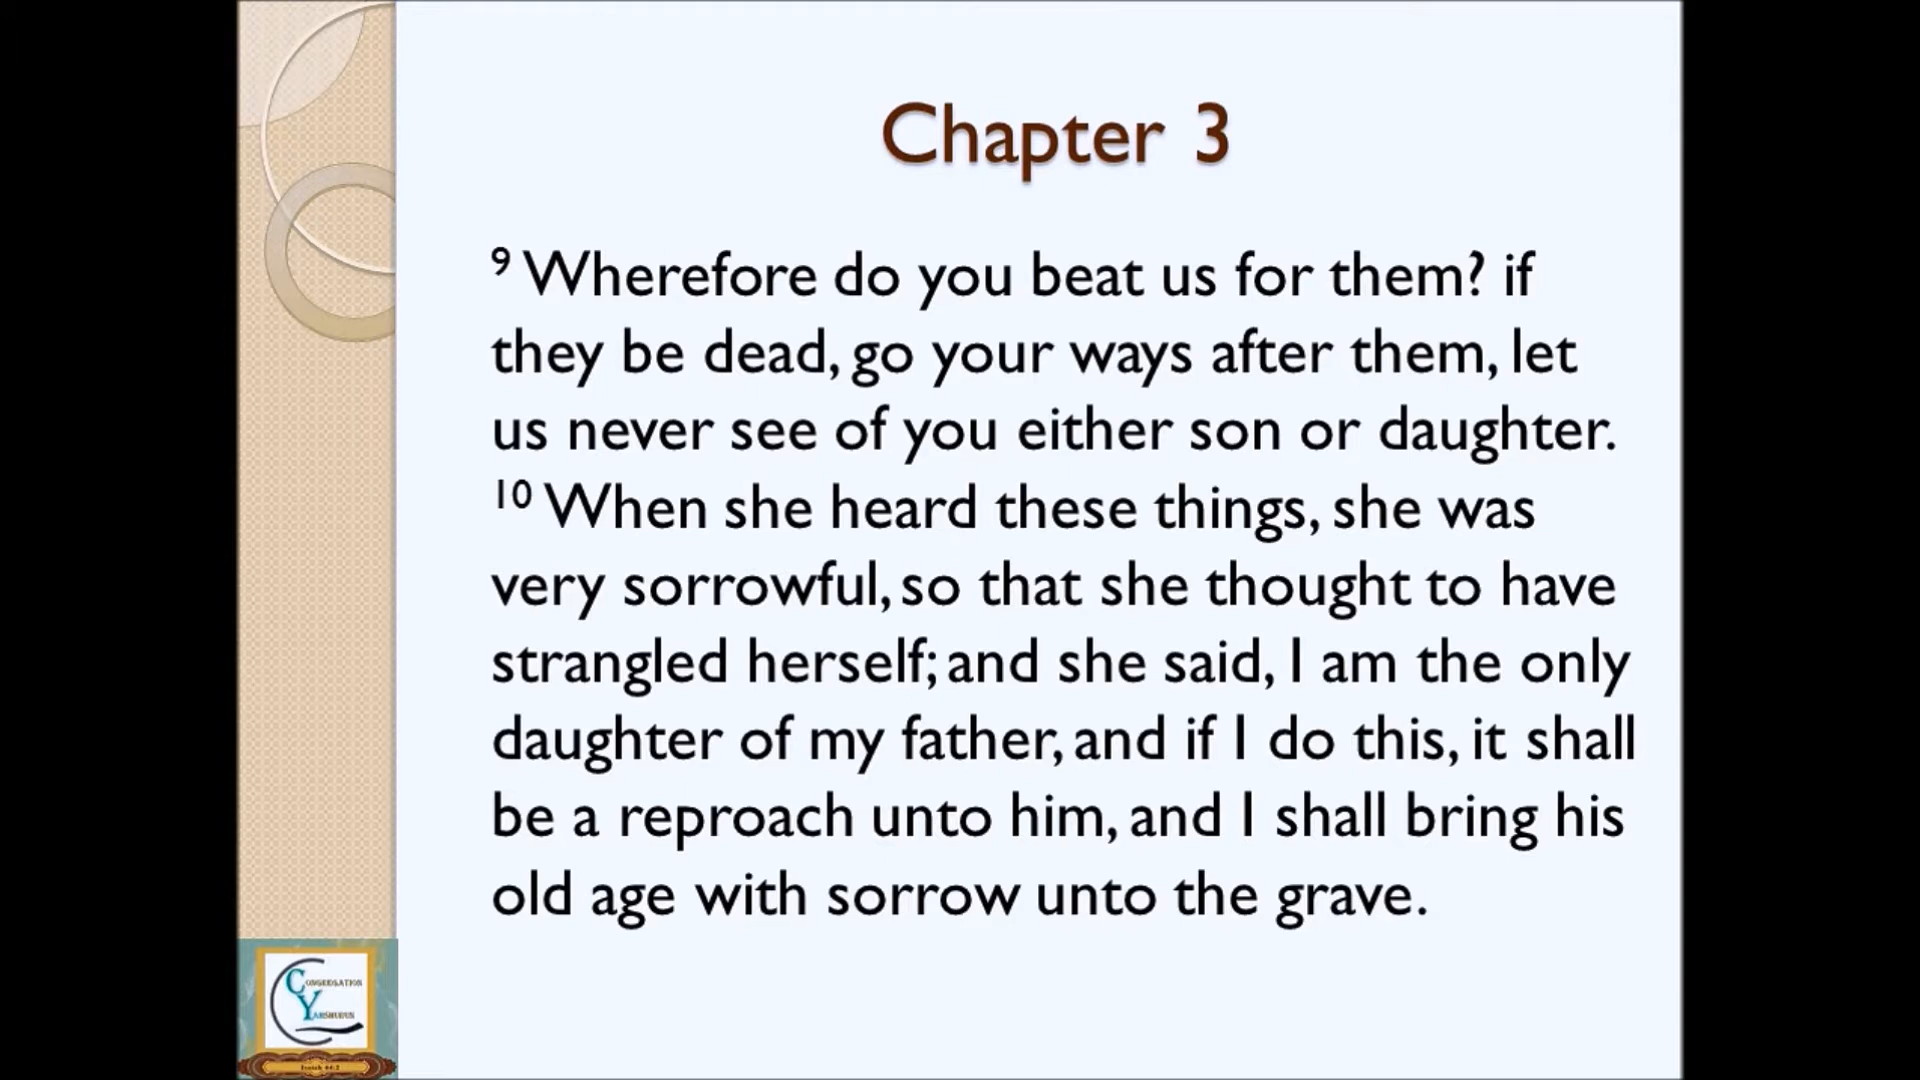 Chapter 3
9 Wherefore do you beat us for them? if
they be dead, go your ways after them, let
us never see of you either son or daughter.
10 When she heard these things, she was
very sorrowful, so that she thought to have
strangled herself; and she said, I am the only
daughter of my father, and if I do this, it shall
be a reproach unto him, and I shall bring his
old age with sorrow unto the grave.
CONGREGATION
YAHSHURUN
Isaiah 44:2